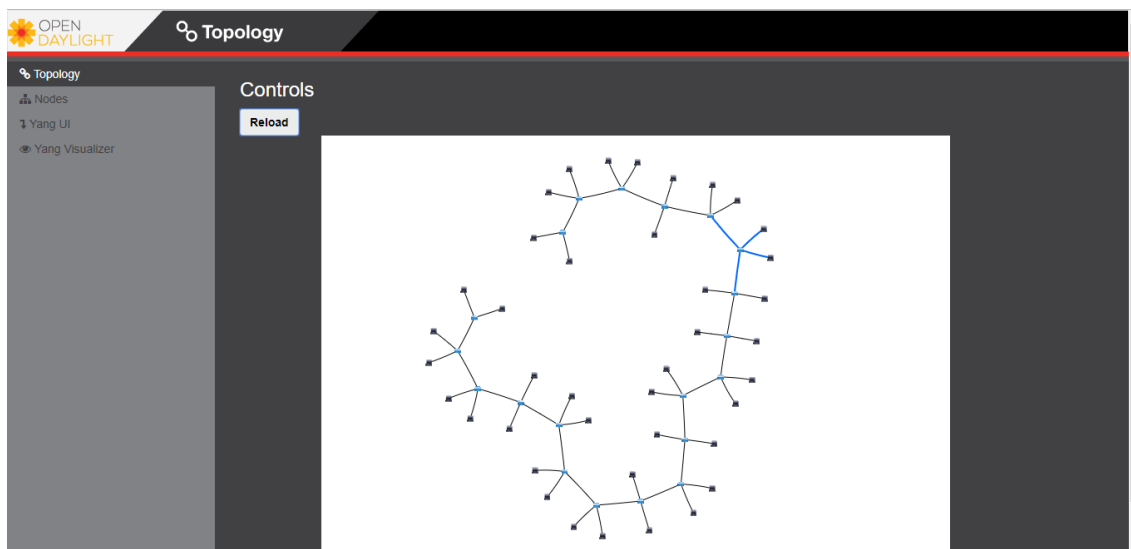 OPEN
DAYLIGHT
Topology
Topology
Nodes
Yang UI
Yang Visualizer
Controls
Reload